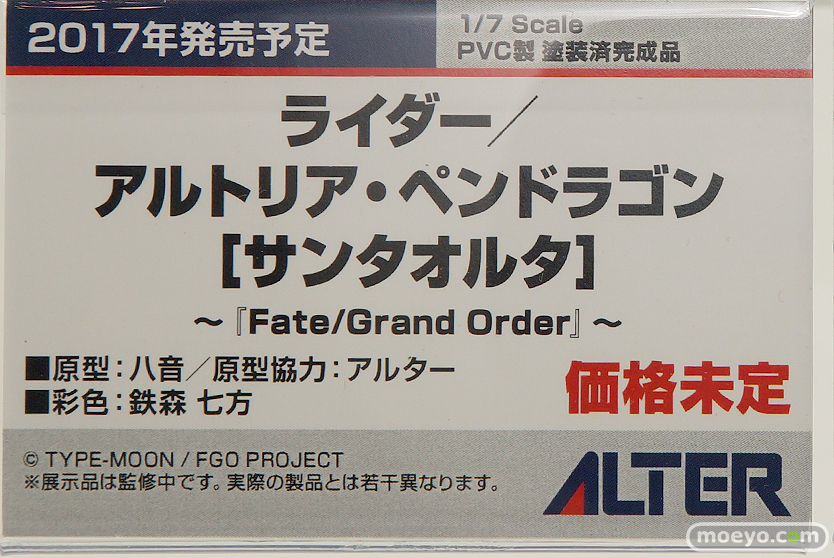 2017年発売予定
1/7 Scale
PVC製 塗装済完成品
ライダー／
アルトリア・ペンドラゴン
[サンタオルタ]
～『Fate/Grand Order』～
■原型：八音／原型協力：アルター
■彩色：鉄森 七方
価格未定
© TYPE-MOON / FGO PROJECT
※展示品は監修中です。実際の製品とは若干異なります。
ALTER
moeyo.com